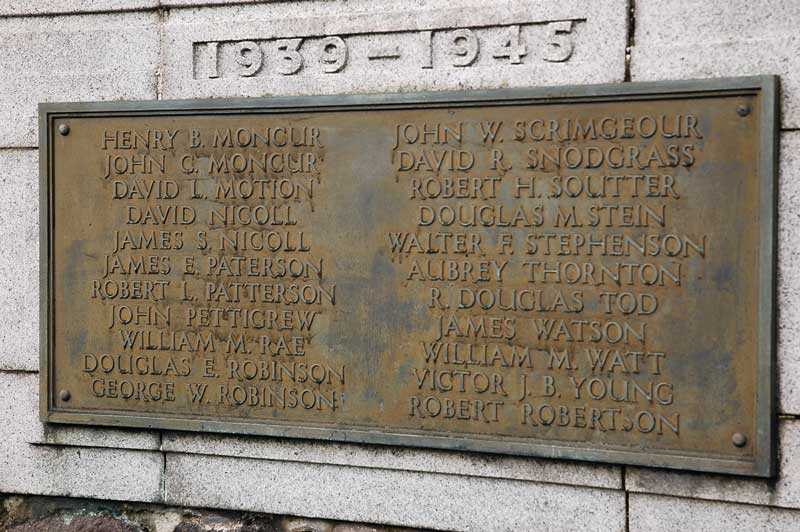 1939 – 1945
HENRY B. MONCUR
JOHN G. MONCUR
DAVID L. MOTION
DAVID NICOLL
JAMES S. NICOLL
JAMES E. PATERSON
ROBERT L. PATTERSON
JOHN PETTIGREW
WILLIAM M. RAE
DOUGLAS E. ROBINSON
GEORGE W. ROBINSON
JOHN W. SCRIMGEOUR
DAVID R. SNODGRASS
ROBERT H. SOUTTER
DOUGLAS M. STEIN
WALTER F. STEPHENSON
AUBREY THORNTON
R. DOUGLAS TOD
JAMES WATSON
WILLIAM M. WATT
VICTOR J. B. YOUNG
ROBERT ROBERTSON